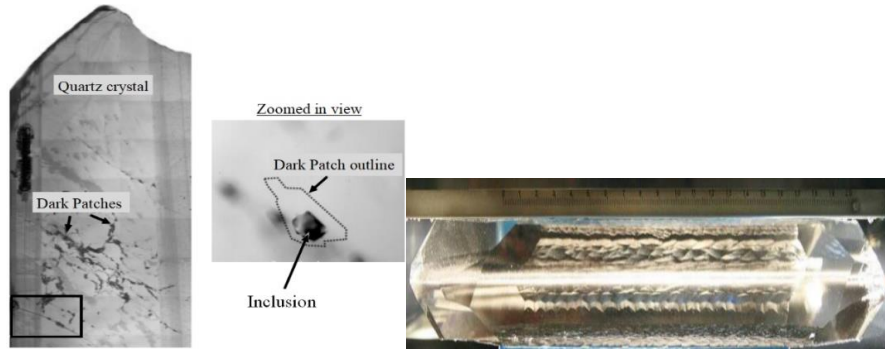 Quartz crystal
Dark Patches
Zoomed in view
Dark Patch outline
Inclusion